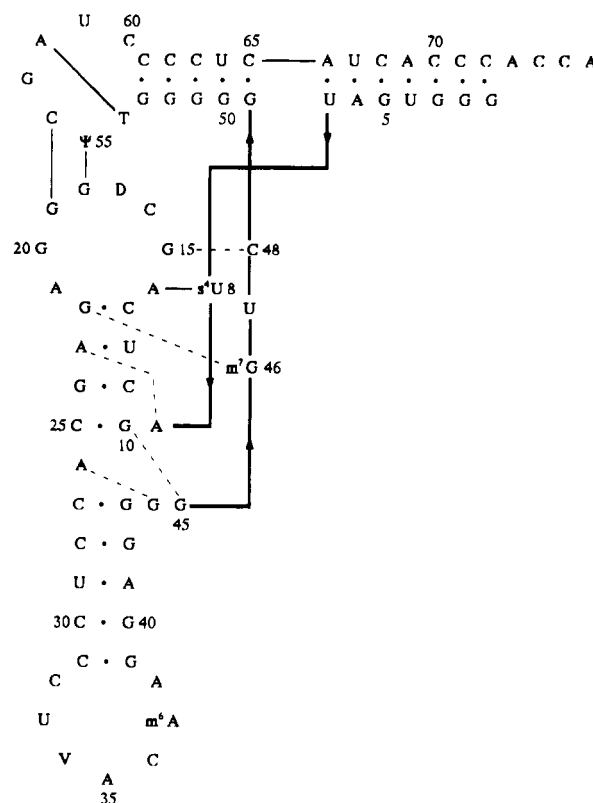 U 60
A C 65 70
C C C U C A U C A C C C A C C A
G
G G G G G U U A G U G G G
T 50 5
C
Ψ 55
G D
G C
20 G G 15 C 48
A A s⁴U 8
G · C U
A · U m⁷G 46
G · C
25 C · G A
10
A
C · G G G
45
C · G
U · A
30 C · G 40
C · G
C A
U m⁶A
V C
A
35